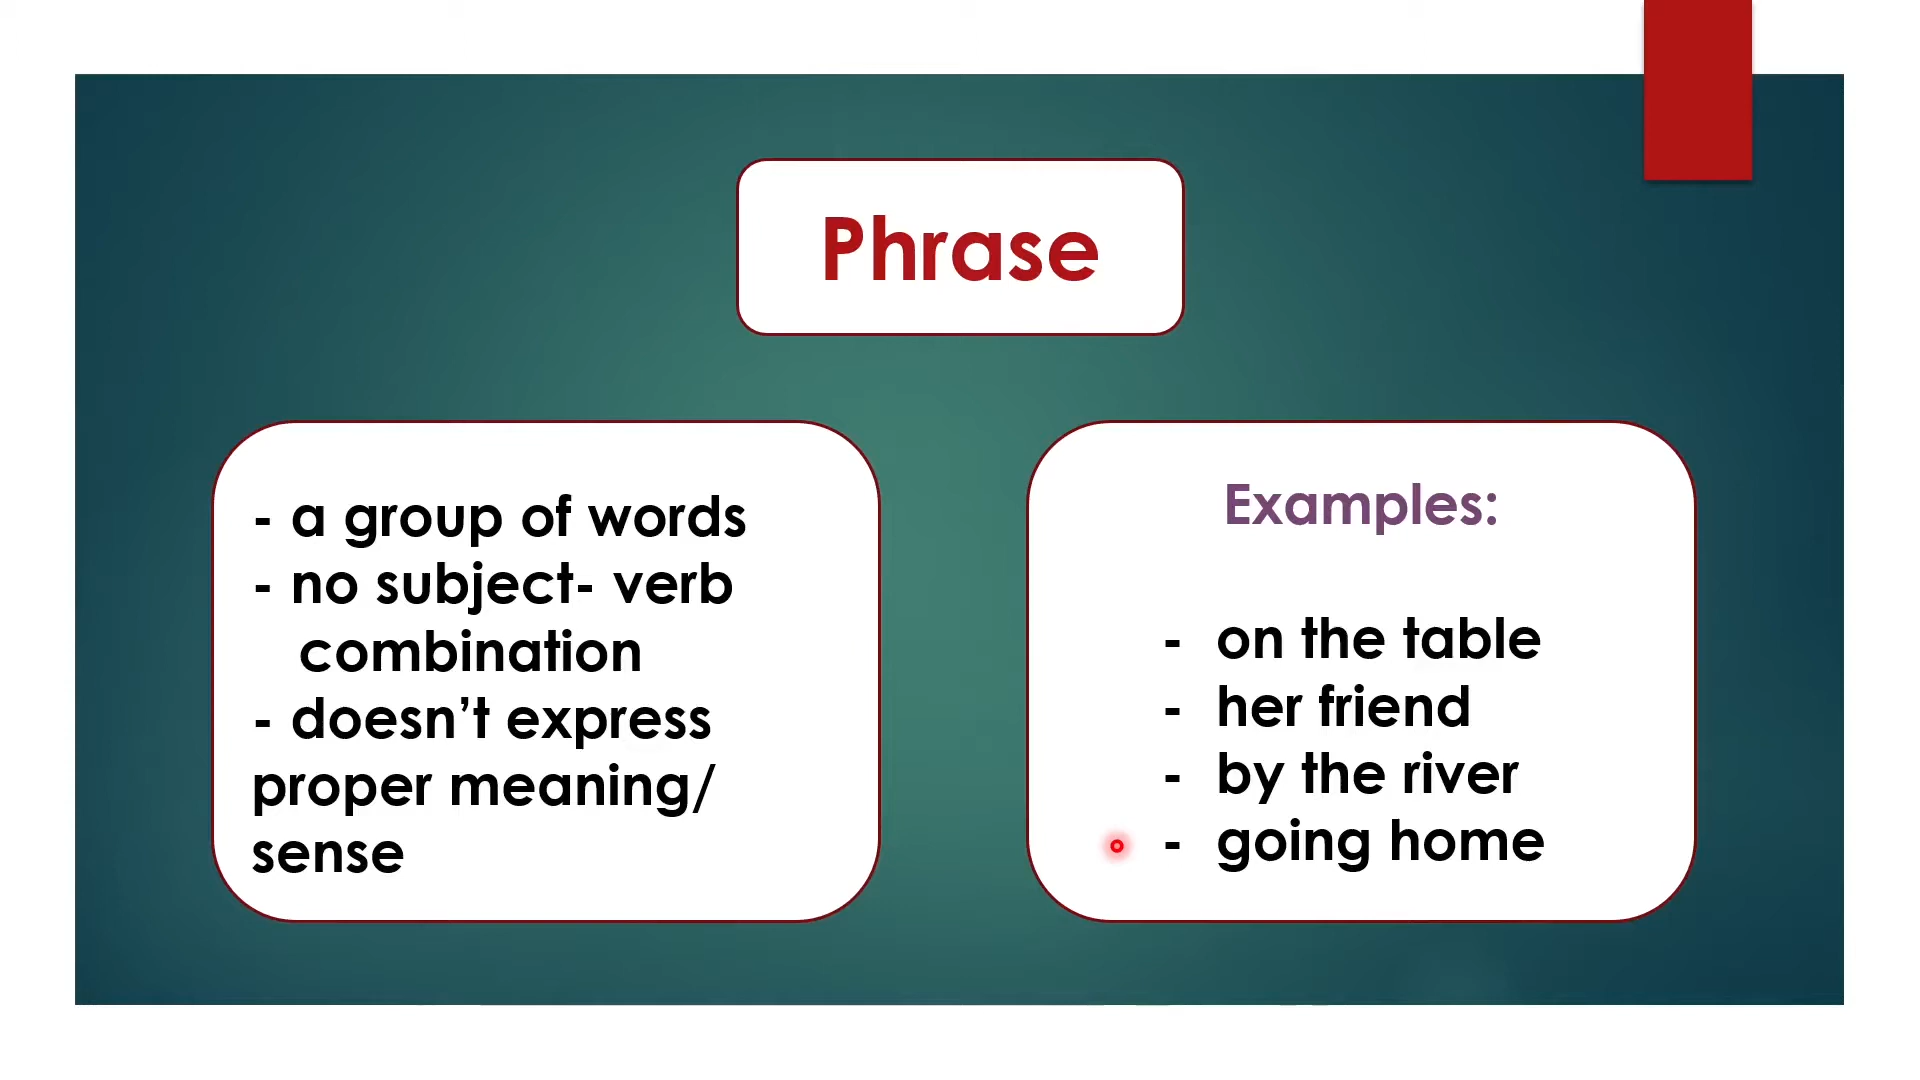 Phrase
- a group of words
- no subject- verb
combination
- doesn’t express
proper meaning/
sense
Examples:
- on the table
- her friend
- by the river
- going home